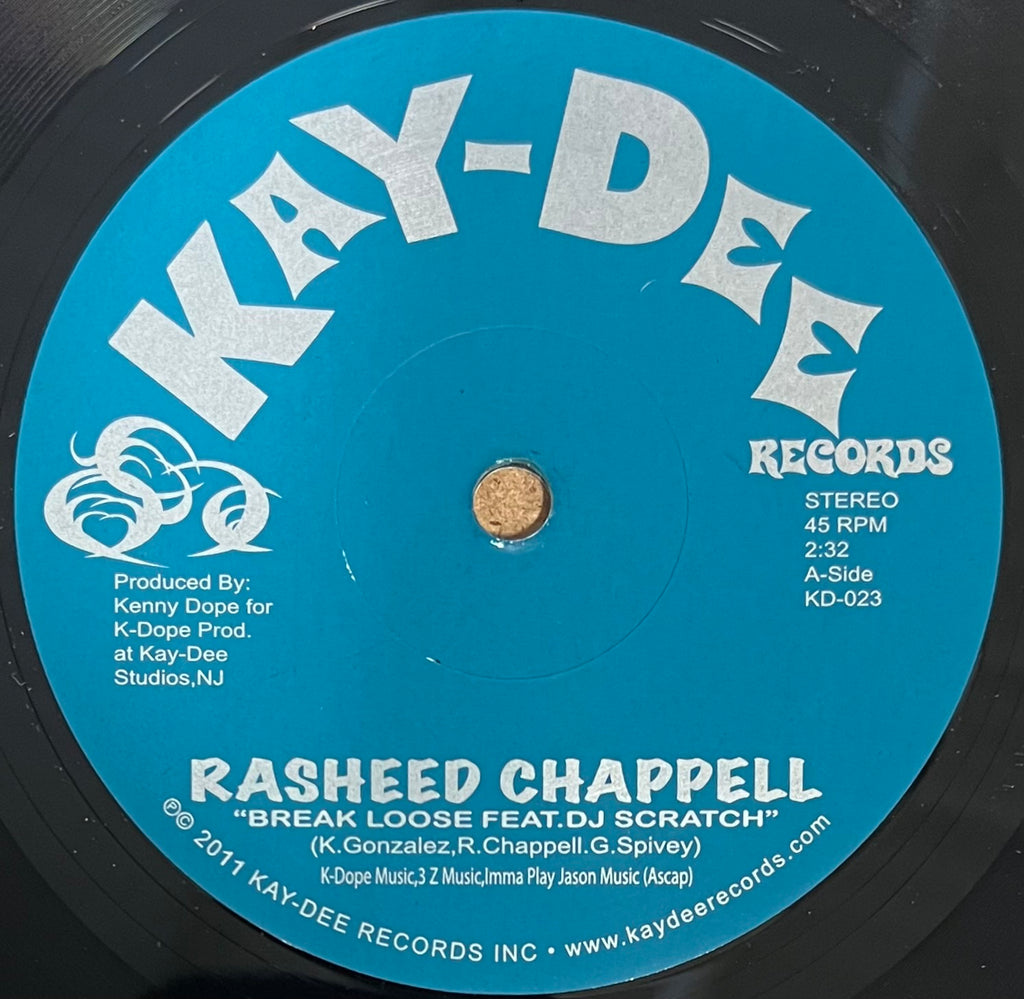 KAY-DEE
RECORDS
STEREO
45 RPM
2:32
A-Side
KD-023
Produced By:
Kenny Dope for
K-Dope Prod.
at Kay-Dee
Studios,NJ
RASHEED CHAPPELL
"BREAK LOOSE FEAT.DJ SCRATCH"
(K.Gonzalez,R.Chappell.G.Spivey)
K-Dope Music,3 Z Music,Imma Play Jason Music (Ascap)
℗© 2011 KAY-DEE RECORDS INC • www.kaydeerecords.com